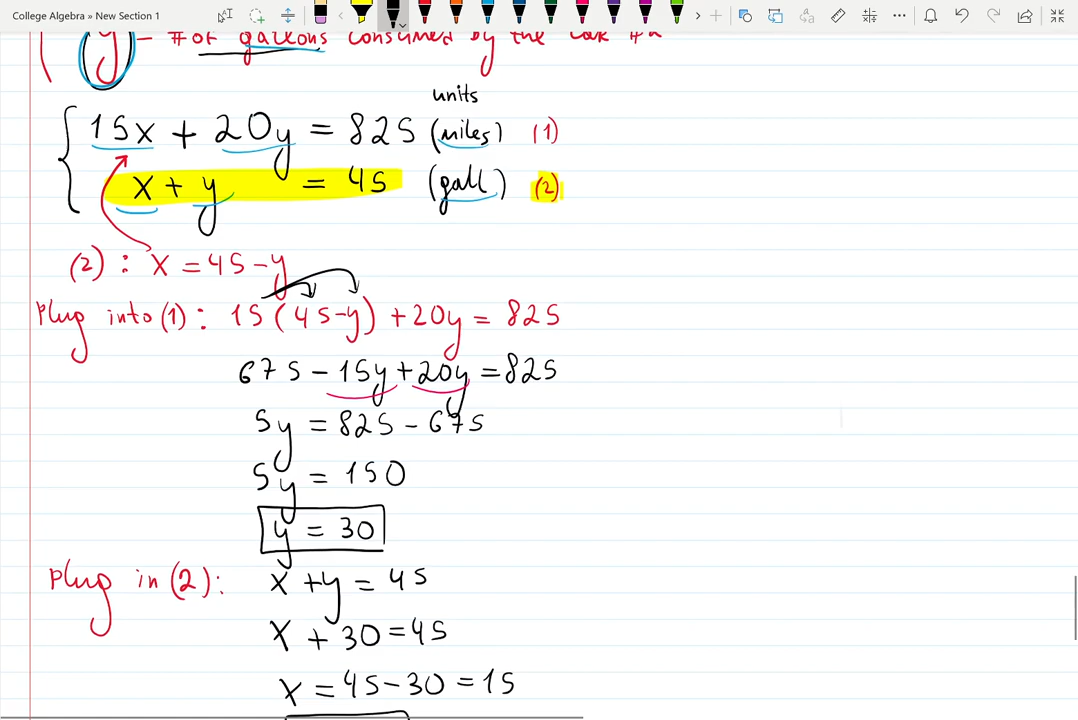 College Algebra » New Section 1
y - # of gallons consumed by the car #2
units
15x + 20y = 825 (miles) (1)
x + y = 45 (gall) (2)
(2) : x = 45 - y
Plug into (1) : 15 (45 - y) + 20y = 825
675 - 15y + 20y = 825
5y = 825 - 675
5y = 150
y = 30
Plug in (2) : x + y = 45
x + 30 = 45
x = 45 - 30 = 15